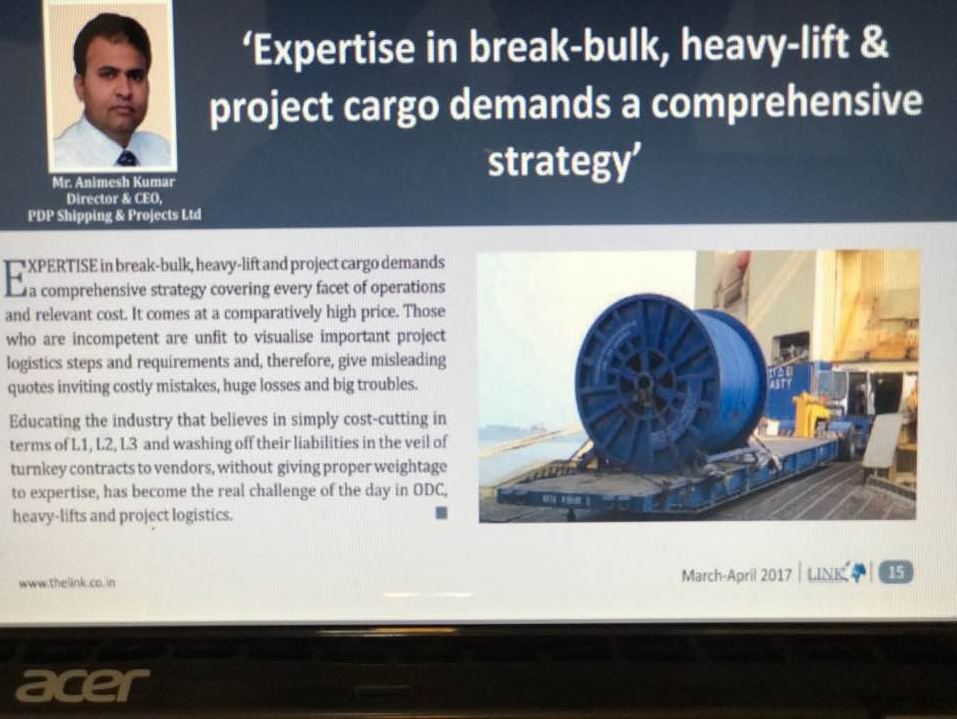 'Expertise in break-bulk, heavy-lift &
project cargo demands a comprehensive
strategy'
Mr. Animesh Kumar
Director & CEO,
PDP Shipping & Projects Ltd
EXPERTISE in break-bulk, heavy-lift and project cargo demands
a comprehensive strategy covering every facet of operations
and relevant cost. It comes at a comparatively high price. Those
who are incompetent are unfit to visualise important project
logistics steps and requirements and, therefore, give misleading
quotes inviting costly mistakes, huge losses and big troubles.
Educating the industry that believes in simply cost-cutting in
terms of L1, L2, L3 and washing off their liabilities in the veil of
turnkey contracts to vendors, without giving proper weightage
to expertise, has become the real challenge of the day in ODC,
heavy-lifts and project logistics.
ASTY
www.thelink.co.in
March-April 2017 | LINK | 15
acer